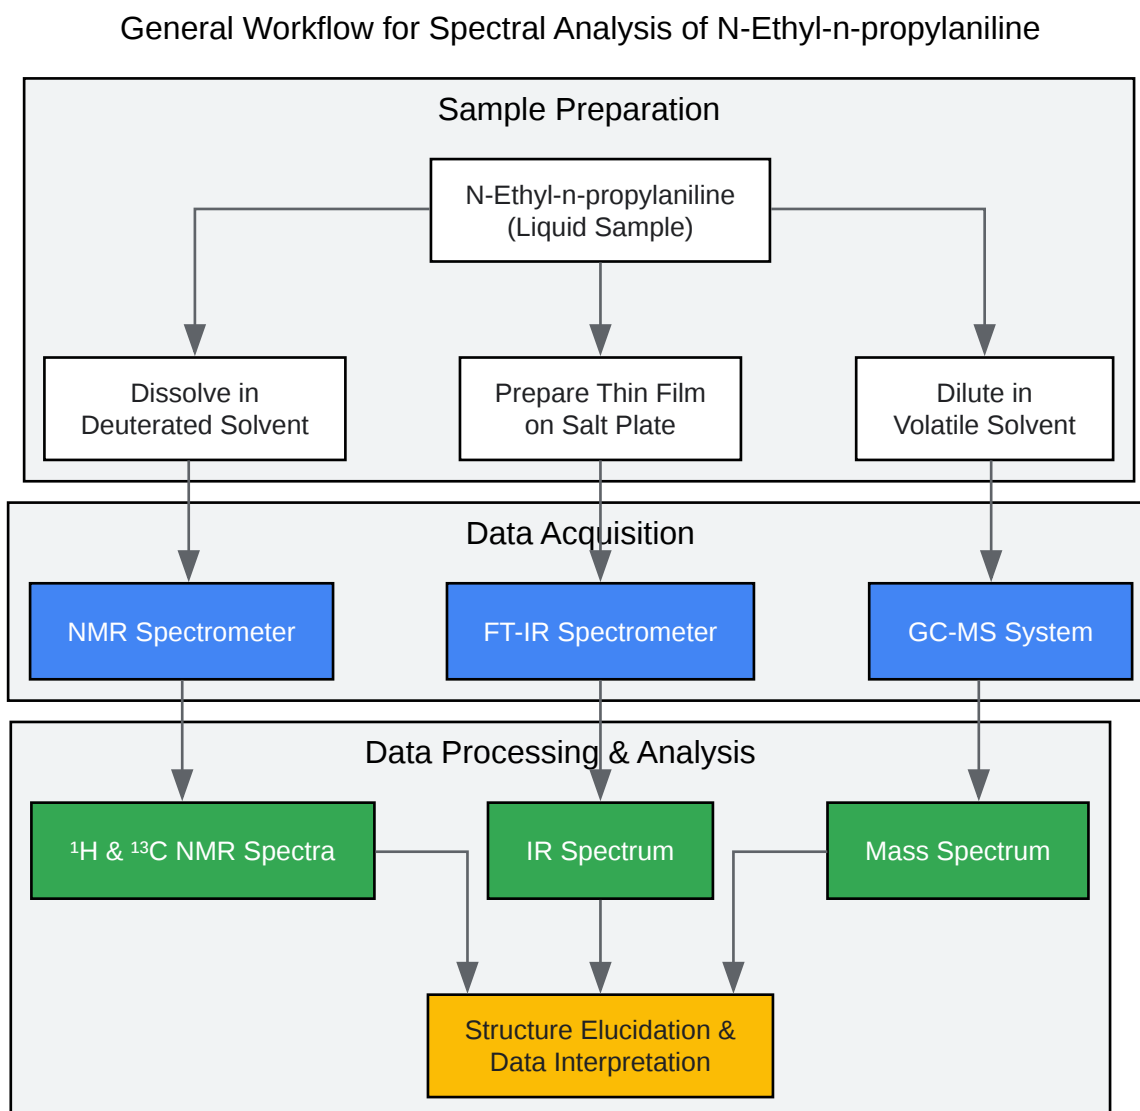 General Workflow for Spectral Analysis of N-Ethyl-n-propylaniline
Sample Preparation
N-Ethyl-n-propylaniline
(Liquid Sample)
Dissolve in
Deuterated Solvent
Prepare Thin Film
on Salt Plate
Dilute in
Volatile Solvent
Data Acquisition
NMR Spectrometer
FT-IR Spectrometer
GC-MS System
Data Processing & Analysis
¹H & ¹³C NMR Spectra
IR Spectrum
Mass Spectrum
Structure Elucidation &
Data Interpretation